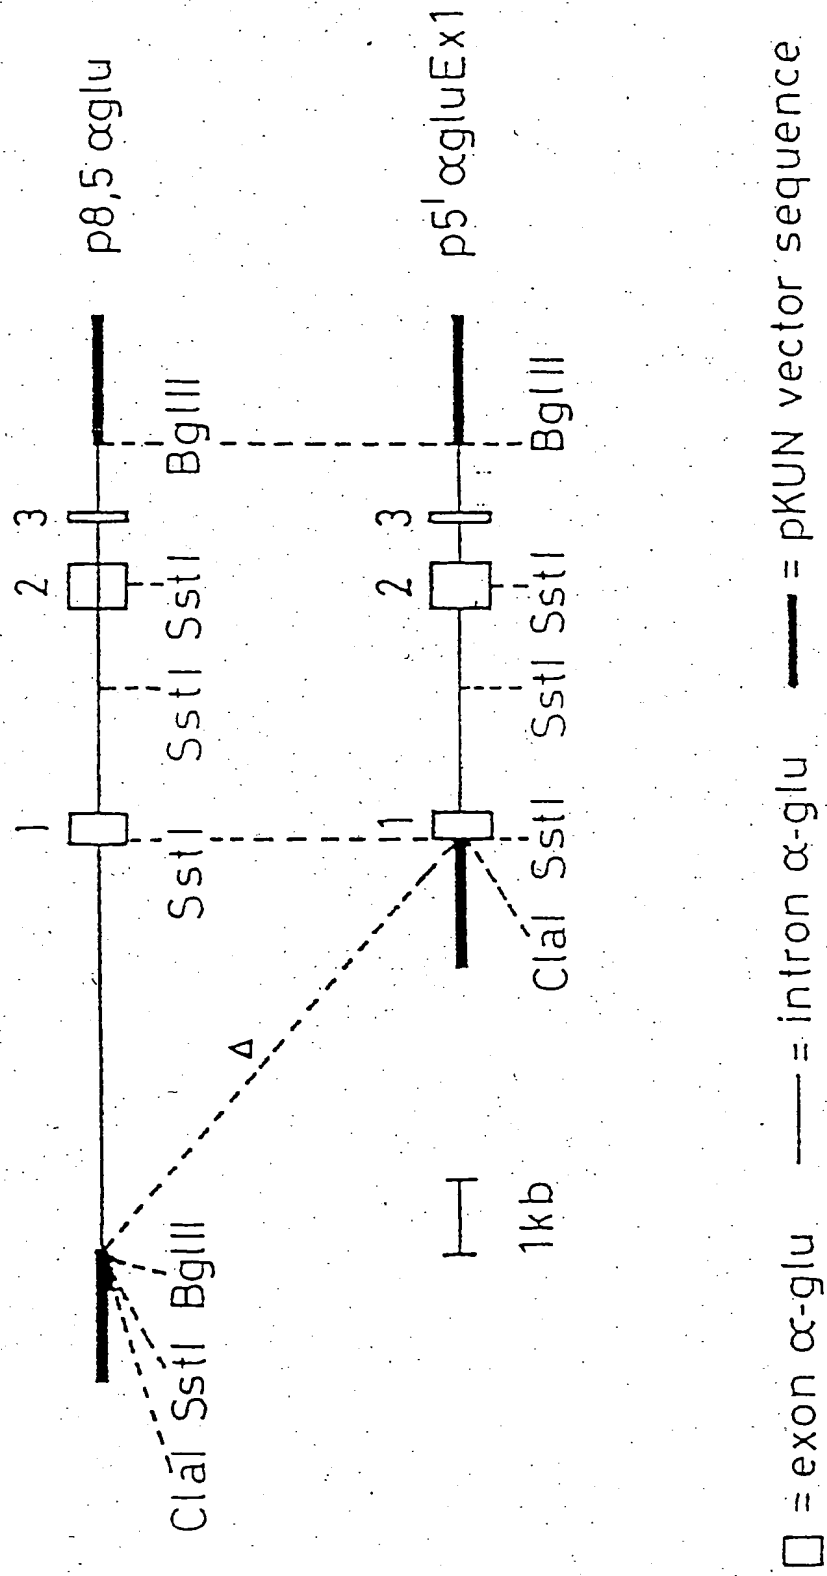 1 2 3 p8,5 αglu
ClaI SstI BglII SstI SstI SstI BglII
Δ
1 2 3 p5' αgluEx1
ClaI SstI SstI SstI BglII
1kb
= exon α-glu = intron α-glu = pKUN vector sequence